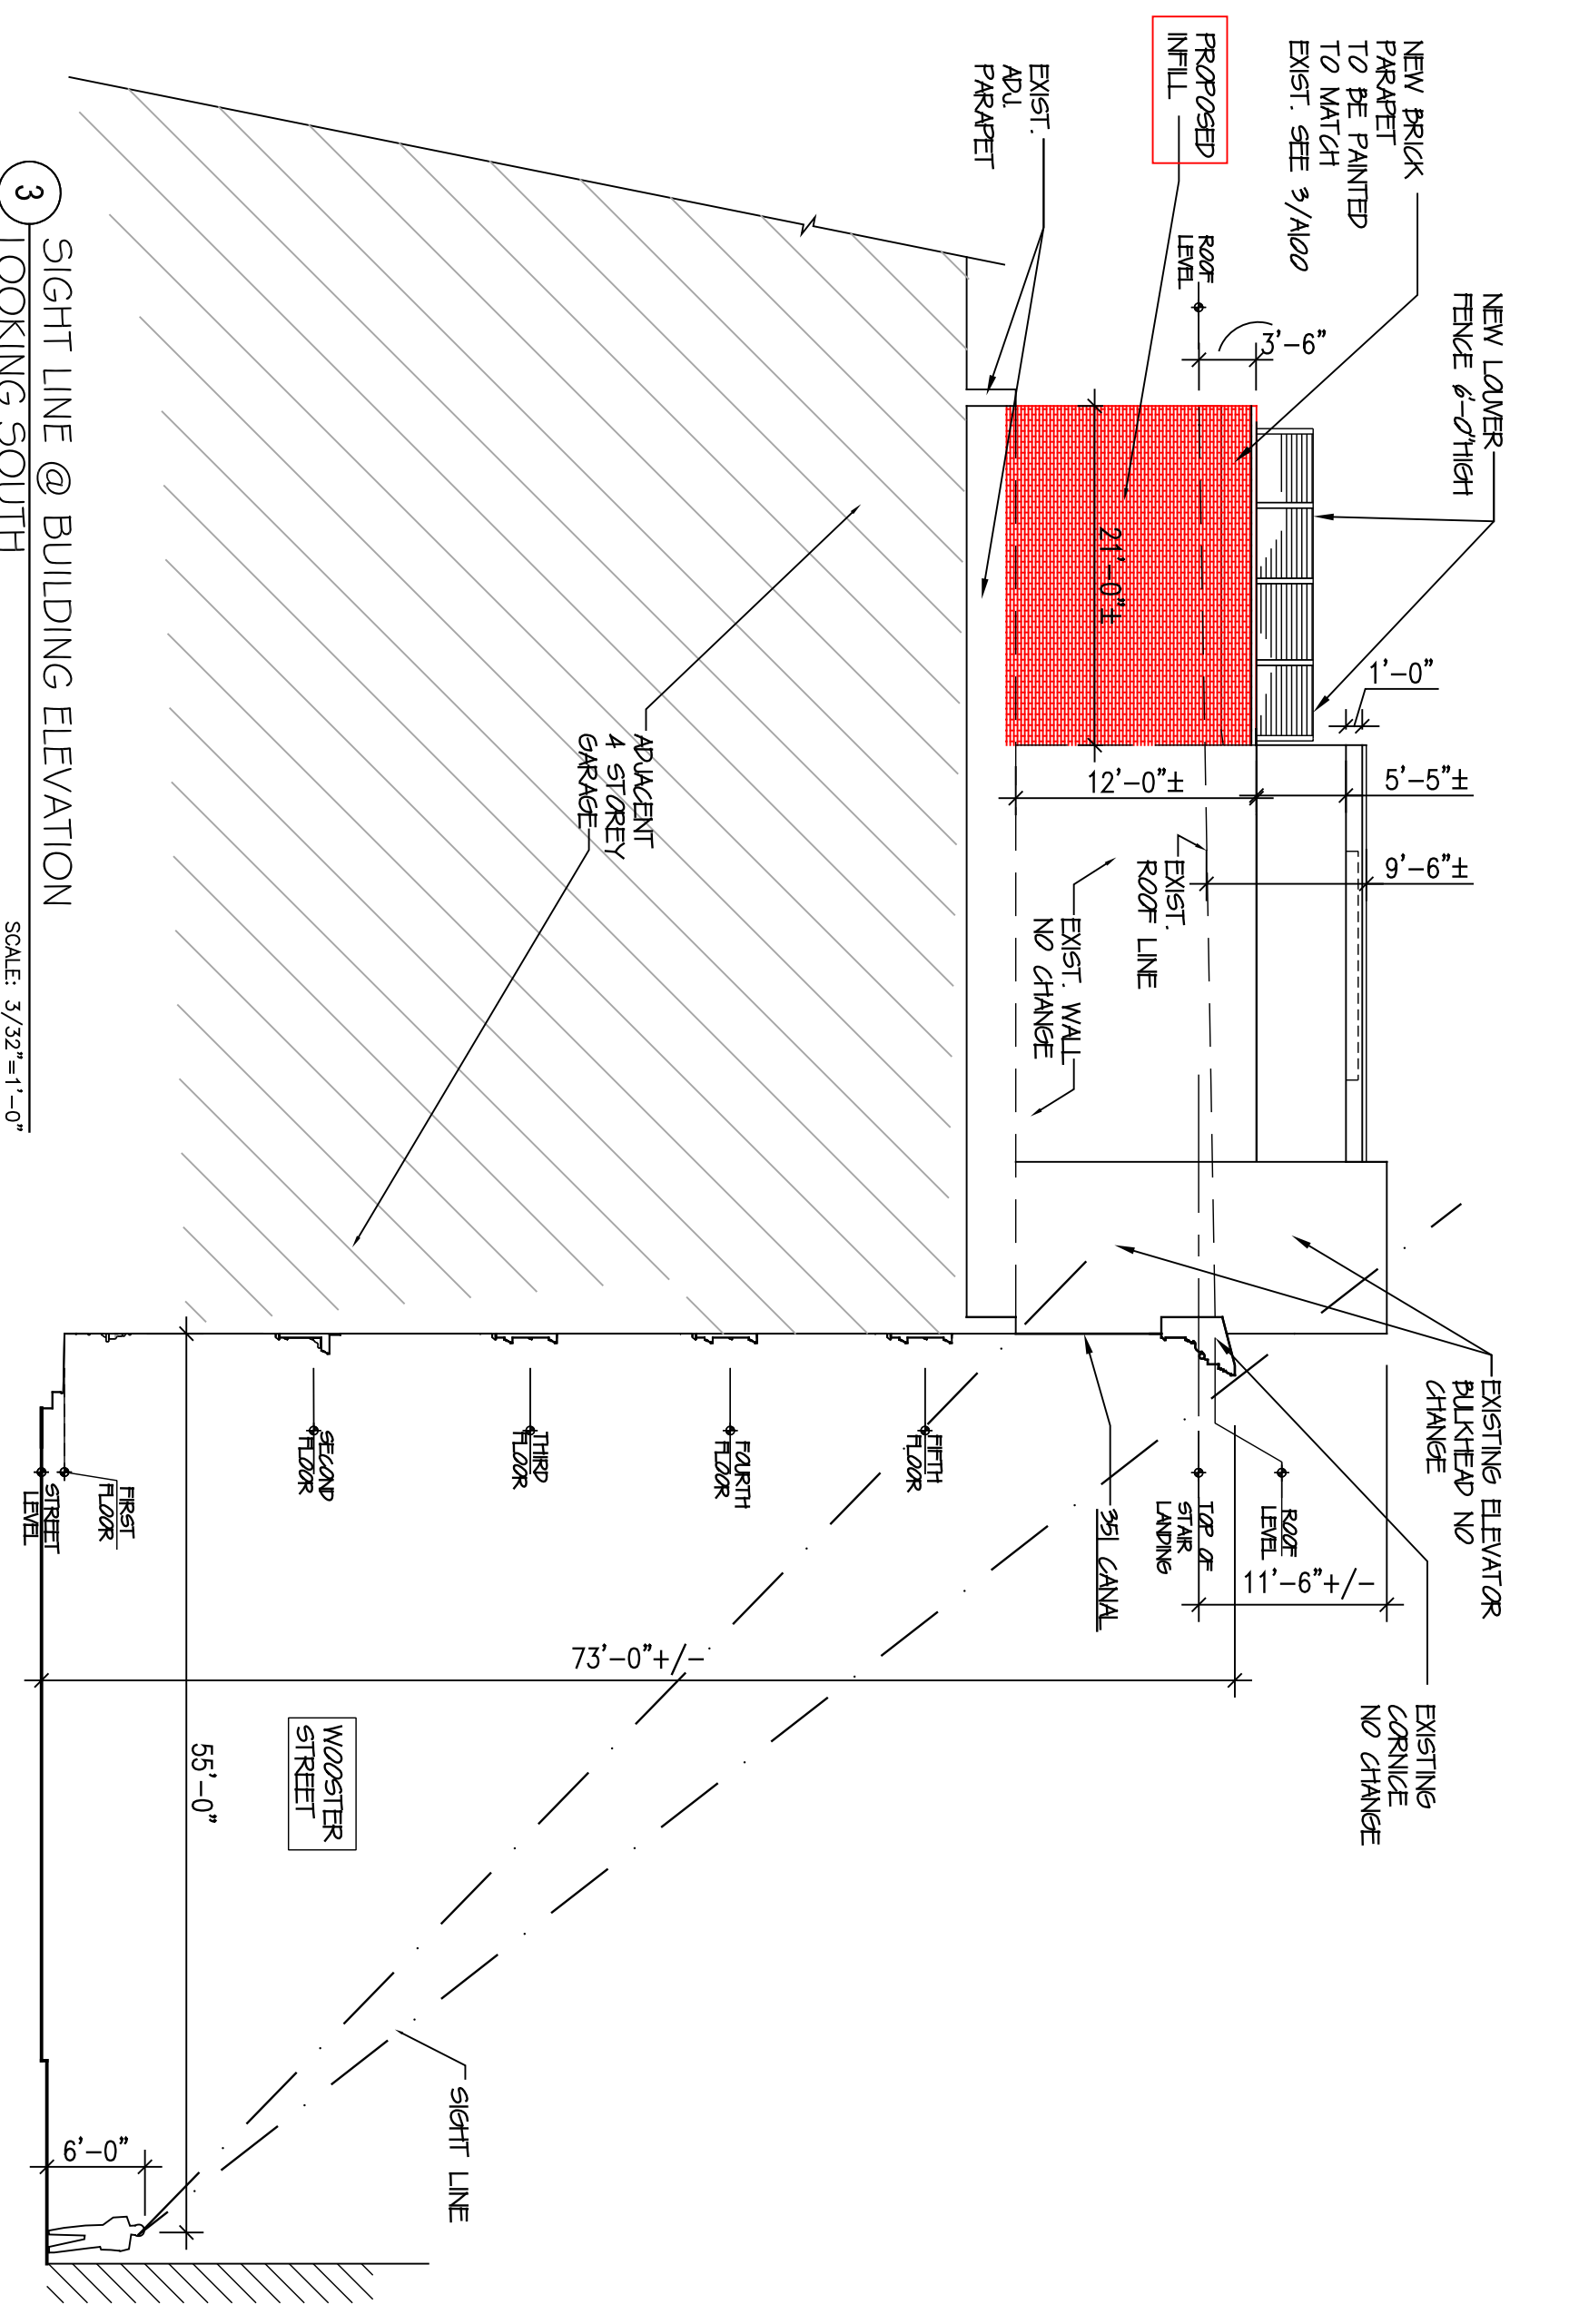 NEW LOUVER
FENCE 6'-0"HIGH
NEW BRICK
PARAPET
TO BE PAINTED
TO MATCH
EXIST. SEE 3/A100
PROPOSED
INFILL
EXIST.
ADJ.
PARAPET
ROOF
LEVEL
3'-6"
21'-0"±
1'-0"
5'-5"±
12'-0"±
9'-6"±
EXIST.
ROOF LINE
EXIST. WALL
NO CHANGE
ADJACENT
4 STOREY
GARAGE
EXISTING ELEVATOR
BULKHEAD NO
CHANGE
EXISTING
CORNICE
NO CHANGE
ROOF
LEVEL
TOP OF
STAIR
LANDING
11'-6"+/-
351 CANAL
FIFTH
FLOOR
FOURTH
FLOOR
THIRD
FLOOR
SECOND
FLOOR
FIRST
FLOOR
STREET
LEVEL
73'-0"+/-
WOOSTER
STREET
55'-0"
SIGHT LINE
6'-0"
3
SIGHT LINE @ BUILDING ELEVATION
LOOKING SOUTH
SCALE: 3/32"=1'-0"